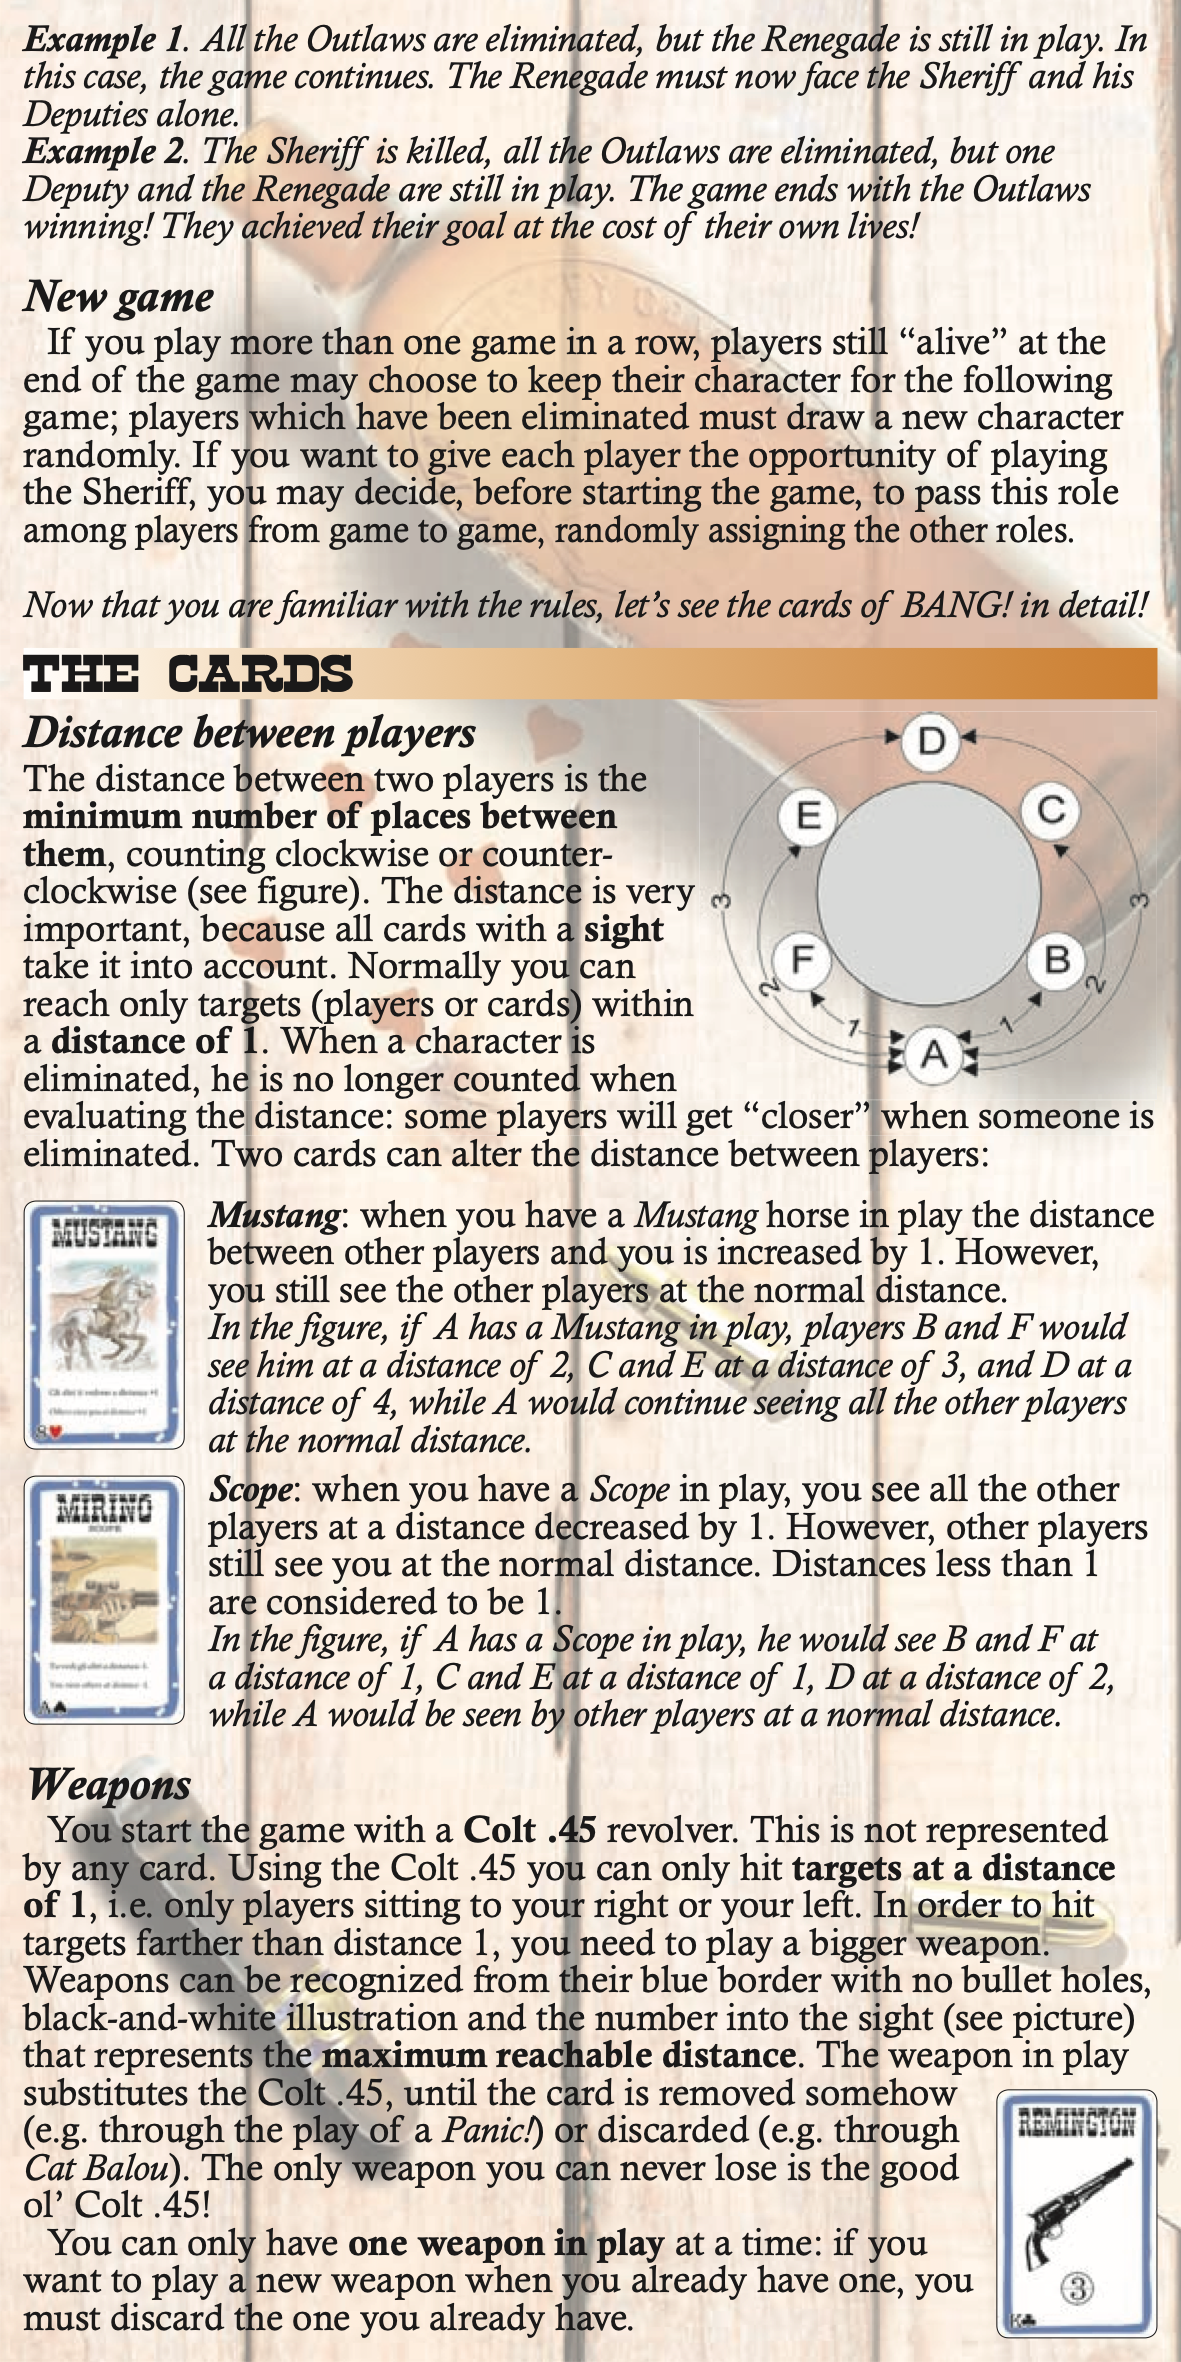 Example 1. All the Outlaws are eliminated, but the Renegade is still in play. In
this case, the game continues. The Renegade must now face the Sheriff and his
Deputies alone.
Example 2. The Sheriff is killed, all the Outlaws are eliminated, but one
Deputy and the Renegade are still in play. The game ends with the Outlaws
winning! They achieved their goal at the cost of their own lives!
New game
If you play more than one game in a row, players still “alive” at the
end of the game may choose to keep their character for the following
game; players which have been eliminated must draw a new character
randomly. If you want to give each player the opportunity of playing
the Sheriff, you may decide, before starting the game, to pass this role
among players from game to game, randomly assigning the other roles.
Now that you are familiar with the rules, let’s see the cards of BANG! in detail!
THE CARDS
Distance between players
The distance between two players is the
minimum number of places between
them, counting clockwise or counter-
clockwise (see figure). The distance is very
important, because all cards with a sight
take it into account. Normally you can
reach only targets (players or cards) within
a distance of 1. When a character is
eliminated, he is no longer counted when
evaluating the distance: some players will get “closer” when someone is
eliminated. Two cards can alter the distance between players:
D
E
C
3
3
F
B
2
2
1
1
A
MUSTANG
Gli altri ti vedono a distanza +1
8♥
Mustang: when you have a Mustang horse in play the distance
between other players and you is increased by 1. However,
you still see the other players at the normal distance.
In the figure, if A has a Mustang in play, players B and F would
see him at a distance of 2, C and E at a distance of 3, and D at a
distance of 4, while A would continue seeing all the other players
at the normal distance.
MIRINO
SCOPE
A♠
Scope: when you have a Scope in play, you see all the other
players at a distance decreased by 1. However, other players
still see you at the normal distance. Distances less than 1
are considered to be 1.
In the figure, if A has a Scope in play, he would see B and F at
a distance of 1, C and E at a distance of 1, D at a distance of 2,
while A would be seen by other players at a normal distance.
Weapons
You start the game with a Colt .45 revolver. This is not represented
by any card. Using the Colt .45 you can only hit targets at a distance
of 1, i.e. only players sitting to your right or your left. In order to hit
targets farther than distance 1, you need to play a bigger weapon.
Weapons can be recognized from their blue border with no bullet holes,
black-and-white illustration and the number into the sight (see picture)
that represents the maximum reachable distance. The weapon in play
substitutes the Colt .45, until the card is removed somehow
(e.g. through the play of a Panic!) or discarded (e.g. through
Cat Balou). The only weapon you can never lose is the good
ol’ Colt .45!
You can only have one weapon in play at a time: if you
want to play a new weapon when you already have one, you
must discard the one you already have.
REMINGTON
3
K♣